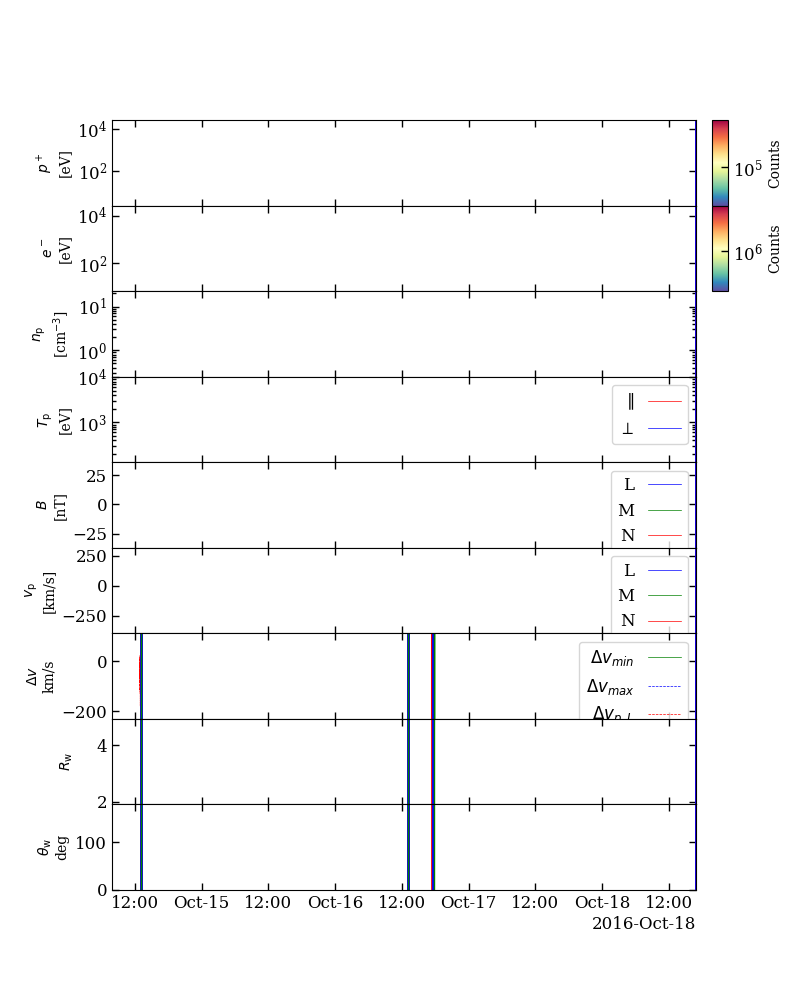 10⁴
10²
p⁺
[eV]
10⁵
Counts
10⁴
10²
e⁻
[eV]
10⁶
Counts
10¹
10⁰
nₚ
[cm⁻³]
10⁴
10³
Tₚ
[eV]
∥
⊥
25
0
−25
B
[nT]
L
M
N
250
0
−250
vₚ
[km/s]
L
M
N
0
−200
Δv
km/s
Δv_min
Δv_max
4
2
R_w
100
0
θ_w
deg
12:00 Oct-15 12:00 Oct-16 12:00 Oct-17 12:00 Oct-18 12:00
2016-Oct-18